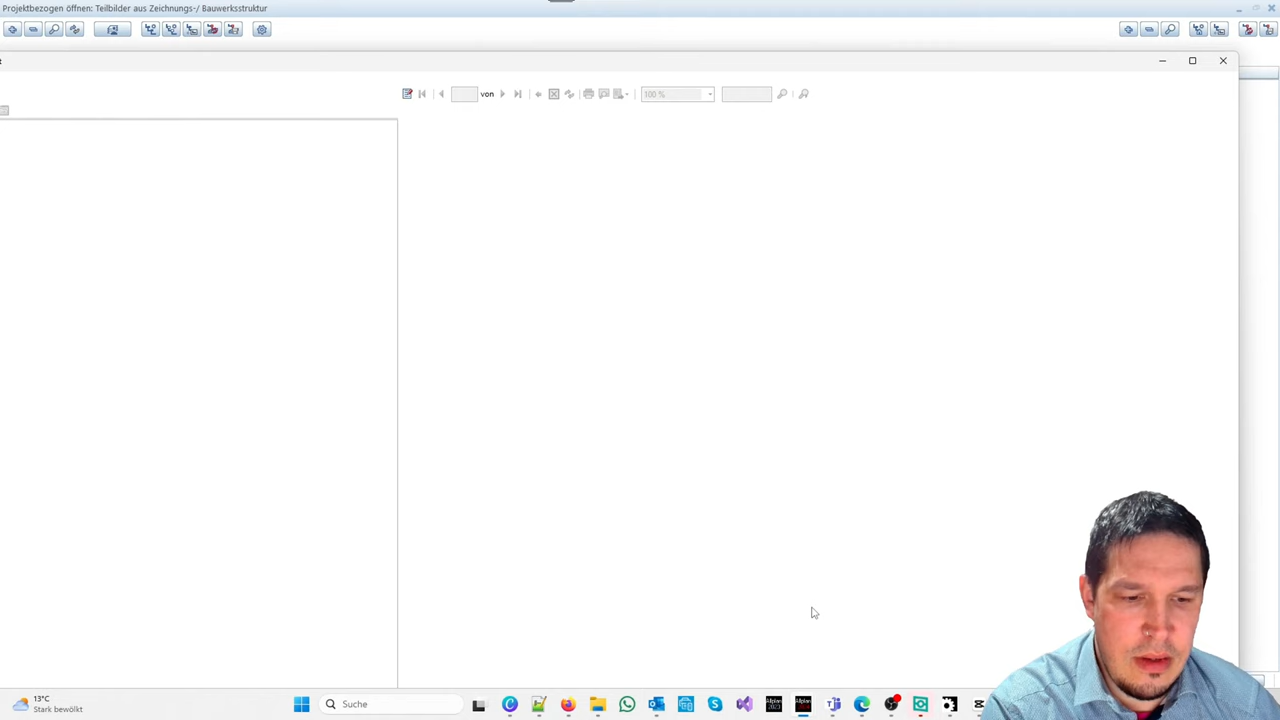 Projektbezogen öffnen: Teilbilder aus Zeichnungs-/ Bauwerksstruktur
von
100 %
13°C
Stark bewölkt
Suche